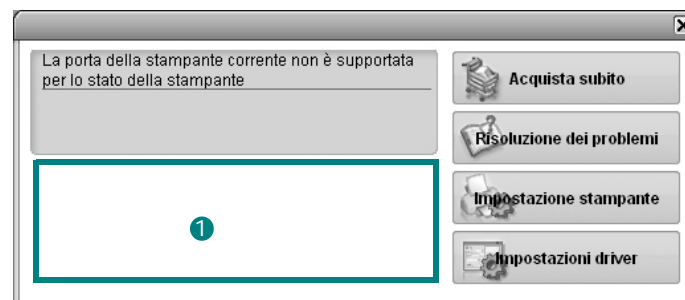 La porta della stampante corrente non è supportata
per lo stato della stampante
Acquista subito
Risoluzione dei problemi
Impostazione stampante
Impostazioni driver
1